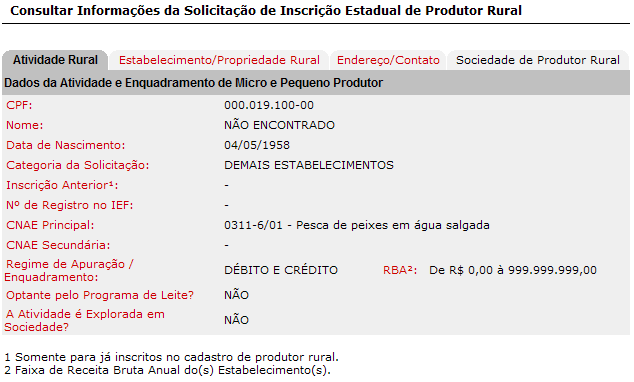 Consultar Informações da Solicitação de Inscrição Estadual de Produtor Rural
Atividade Rural Estabelecimento/Propriedade Rural Endereço/Contato Sociedade de Produtor Rural
Dados da Atividade e Enquadramento de Micro e Pequeno Produtor
CPF: 000.019.100-00
Nome: NÃO ENCONTRADO
Data de Nascimento: 04/05/1958
Categoria da Solicitação: DEMAIS ESTABELECIMENTOS
Inscrição Anterior¹: -
Nº de Registro no IEF: -
CNAE Principal: 0311-6/01 - Pesca de peixes em água salgada
CNAE Secundária: -
Regime de Apuração /
Enquadramento: DÉBITO E CRÉDITO RBA²: De R$ 0,00 à 999.999.999,00
Optante pelo Programa de Leite? NÃO
A Atividade é Explorada em
Sociedade? NÃO
1 Somente para já inscritos no cadastro de produtor rural.
2 Faixa de Receita Bruta Anual do(s) Estabelecimento(s).